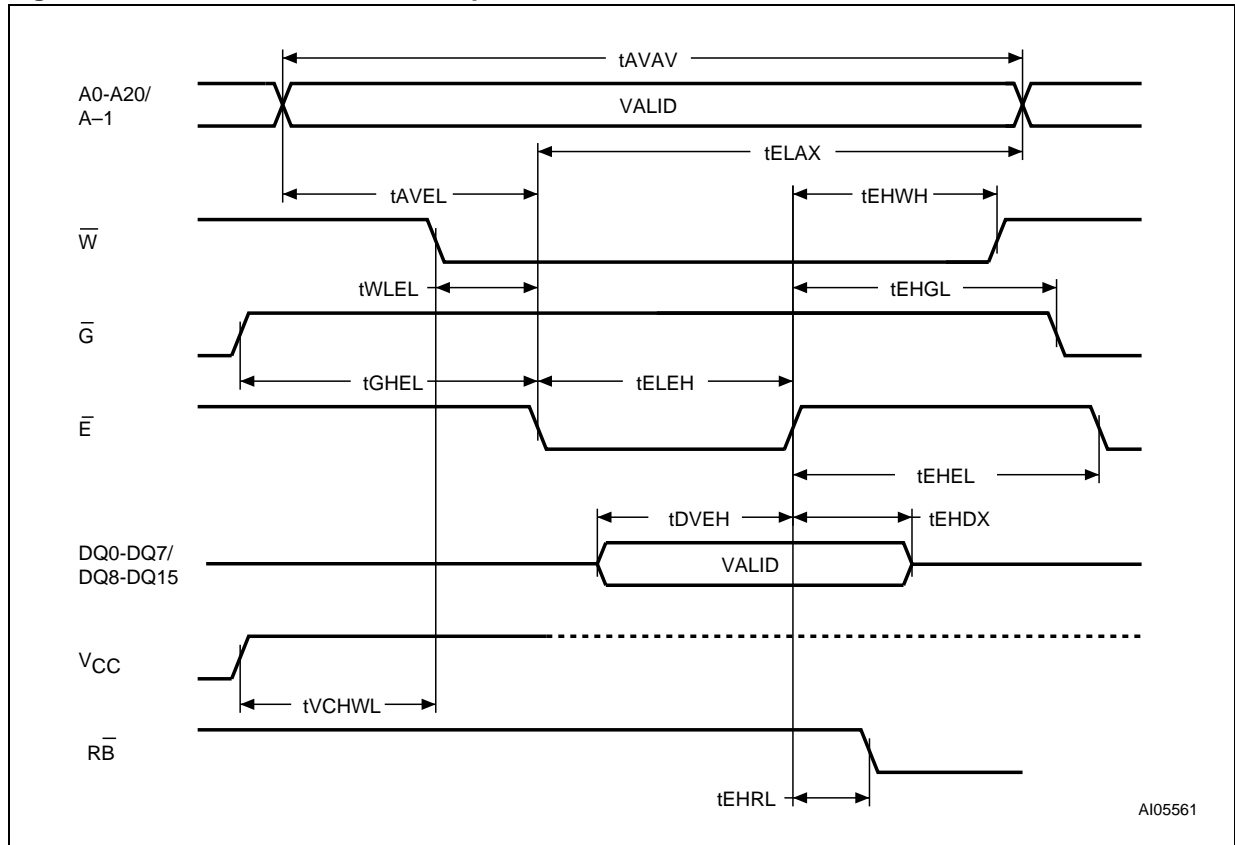 tAVAV
A0-A20/
A–1
VALID
tELAX
tAVEL
tEHWH
W
tWLEL
tEHGL
G
tGHEL
tELEH
E
tEHEL
tDVEH
tEHDX
DQ0-DQ7/
DQ8-DQ15
VALID
VCC
tVCHWL
RB
tEHRL
AI05561